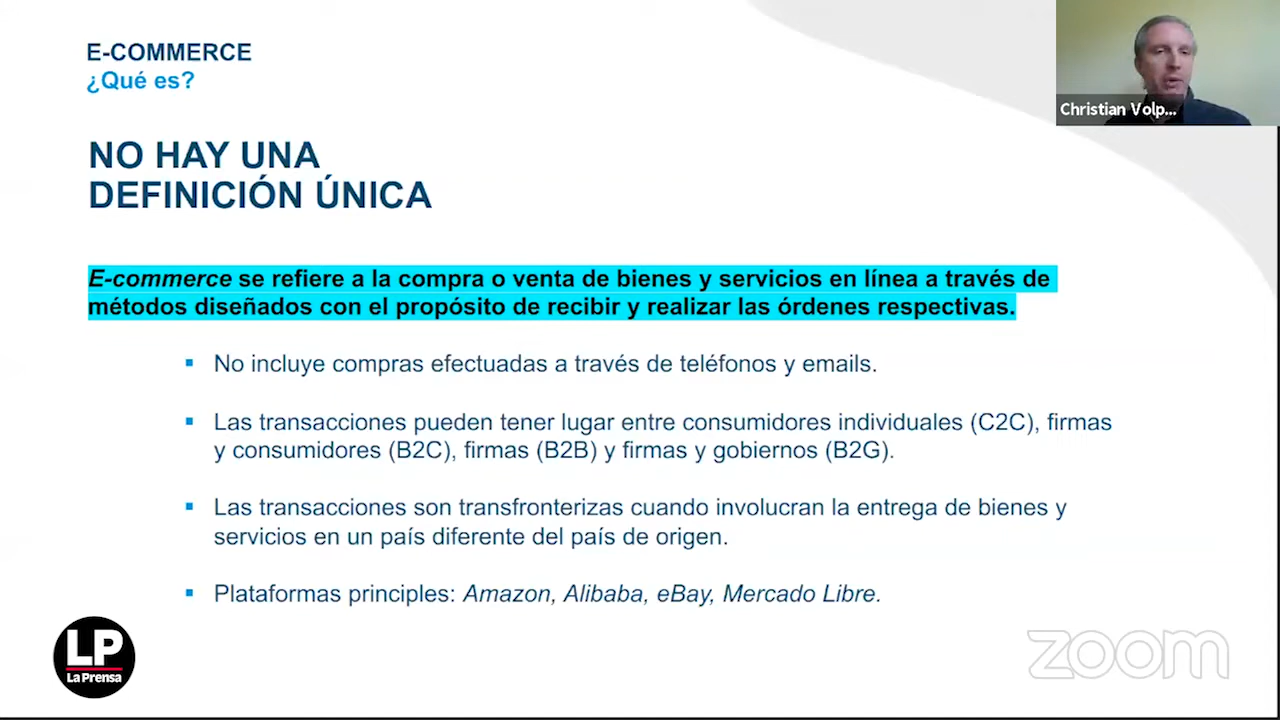 E-COMMERCE
¿Qué es?
Christian Volp...
NO HAY UNA
DEFINICIÓN ÚNICA
E-commerce se refiere a la compra o venta de bienes y servicios en línea a través de
métodos diseñados con el propósito de recibir y realizar las órdenes respectivas.
No incluye compras efectuadas a través de teléfonos y emails.
Las transacciones pueden tener lugar entre consumidores individuales (C2C), firmas
y consumidores (B2C), firmas (B2B) y firmas y gobiernos (B2G).
Las transacciones son transfronterizas cuando involucran la entrega de bienes y
servicios en un país diferente del país de origen.
Plataformas principles: Amazon, Alibaba, eBay, Mercado Libre.
LP
La Prensa
zoom